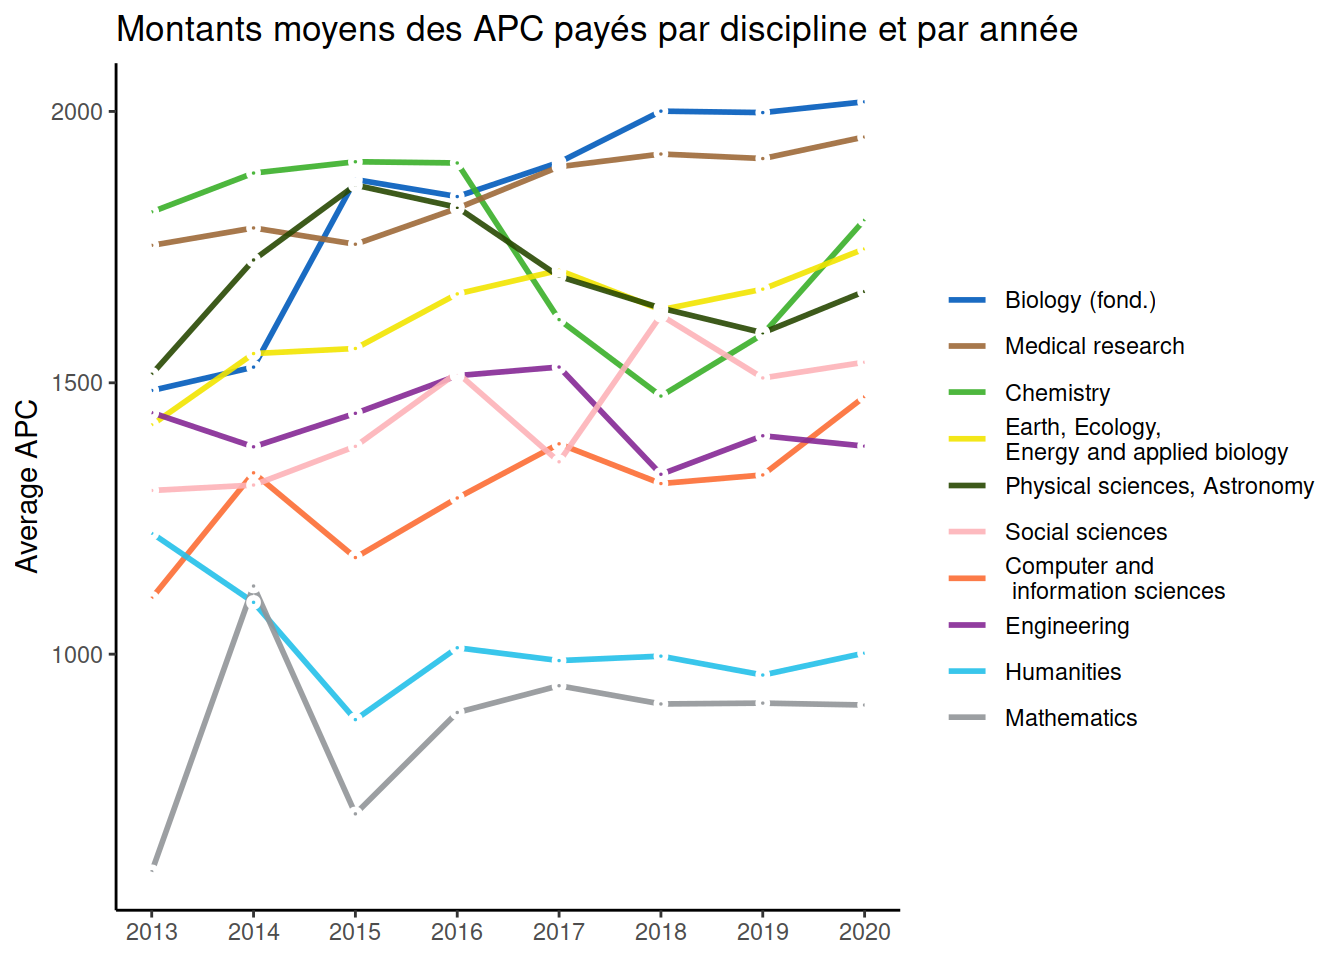 Montants moyens des APC payés par discipline et par année
Average APC
2000
1500
1000
2013 2014 2015 2016 2017 2018 2019 2020
Biology (fond.)
Medical research
Chemistry
Earth, Ecology,
Energy and applied biology
Physical sciences, Astronomy
Social sciences
Computer and
information sciences
Engineering
Humanities
Mathematics